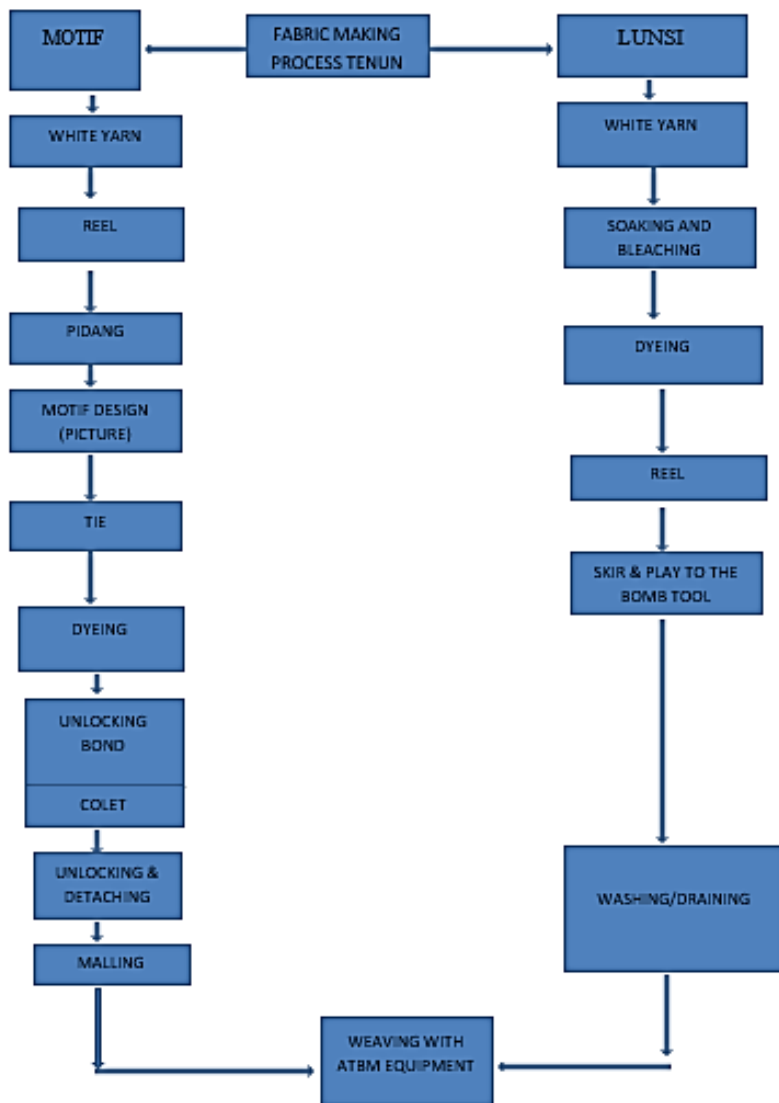 MOTIF
FABRIC MAKING
PROCESS TENUN
LUNSI
WHITE YARN
REEL
PIDANG
MOTIF DESIGN
(PICTURE)
TIE
DYEING
UNLOCKING
BOND
COLET
UNLOCKING &
DETACHING
MALLING
WHITE YARN
SOAKING AND
BLEACHING
DYEING
REEL
SKIR & PLAY TO THE
BOMB TOOL
WASHING/DRAINING
WEAVING WITH
ATBM EQUIPMENT